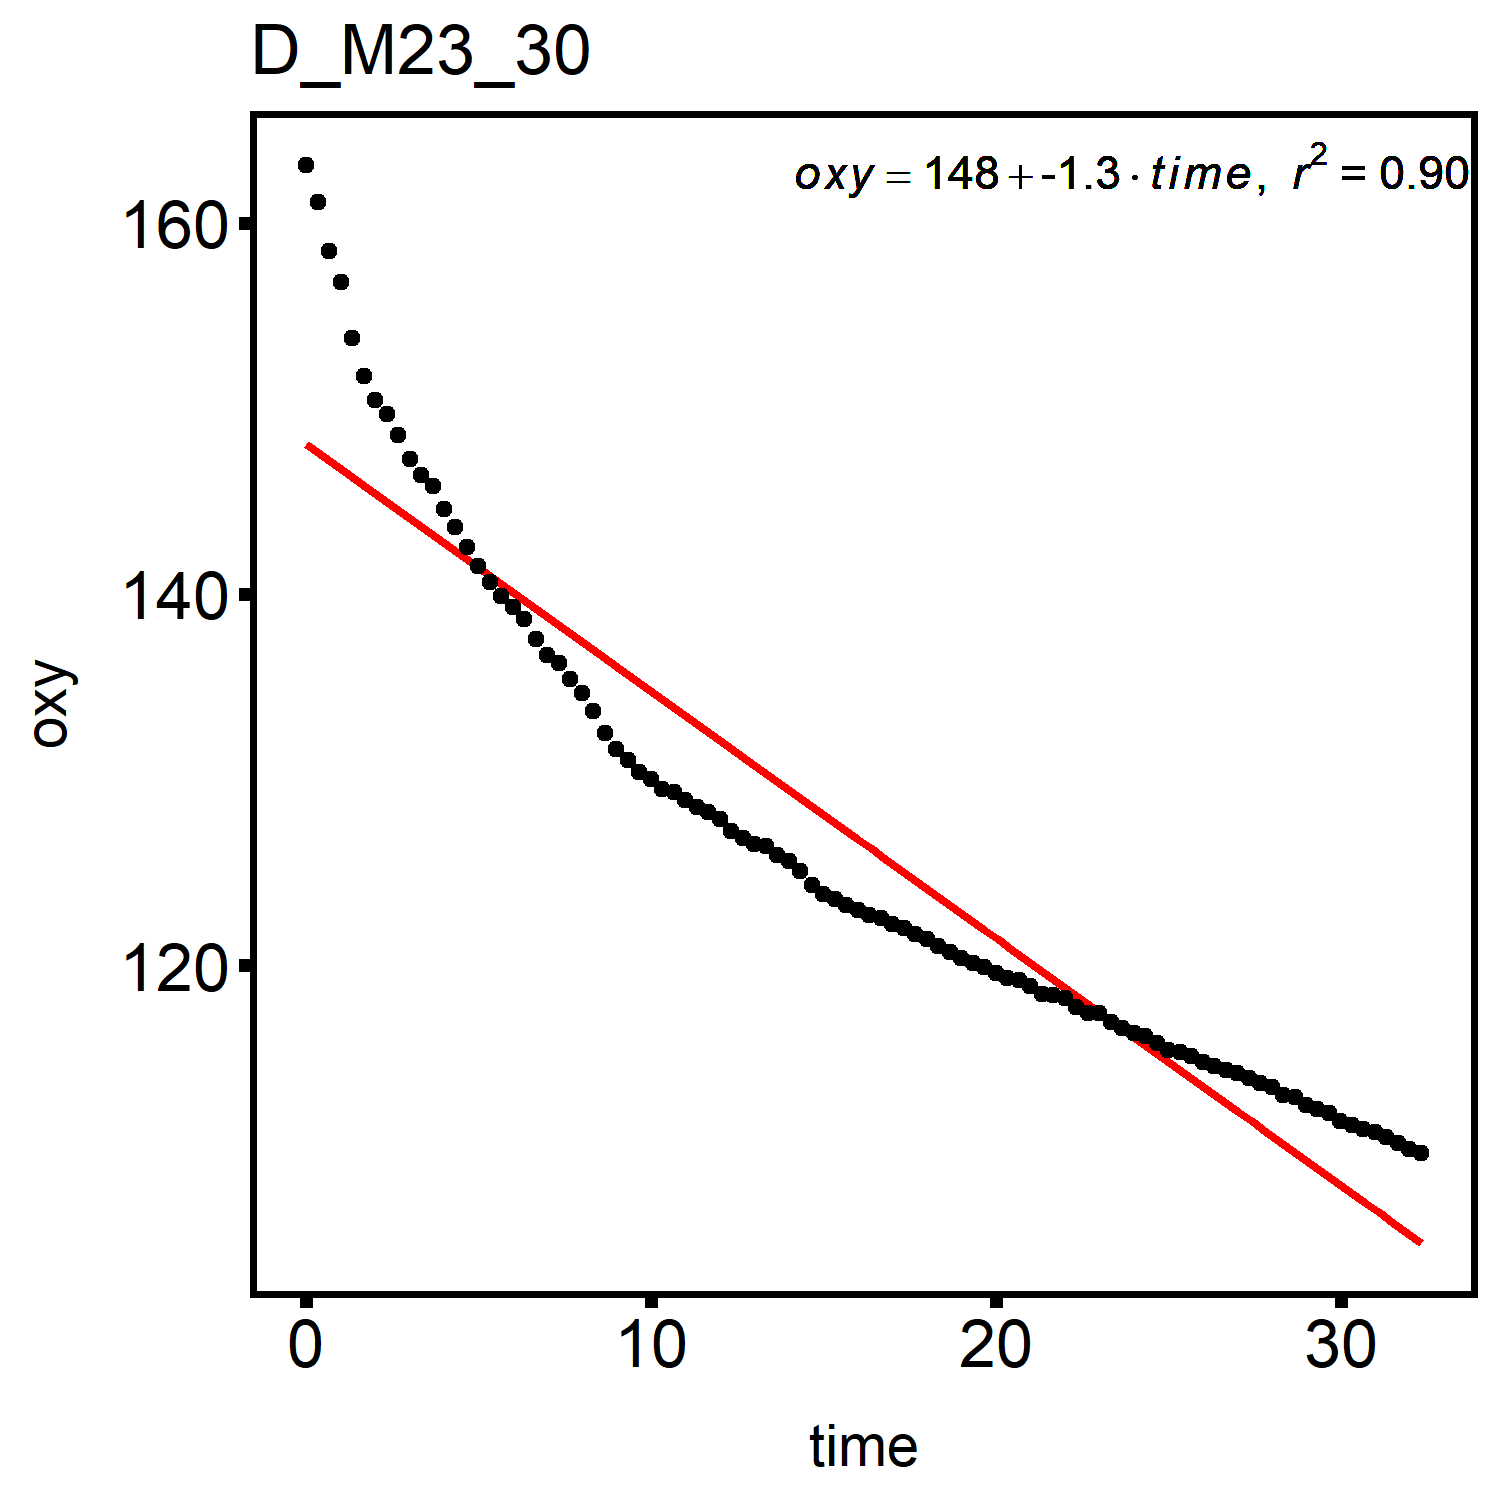 D_M23_30
oxy = 148 + -1.3 · time, r² = 0.90
160
140
120
oxy
0 10 20 30
time